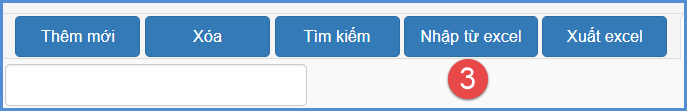 Thêm mới Xóa Tìm kiếm Nhập từ excel Xuất excel
3